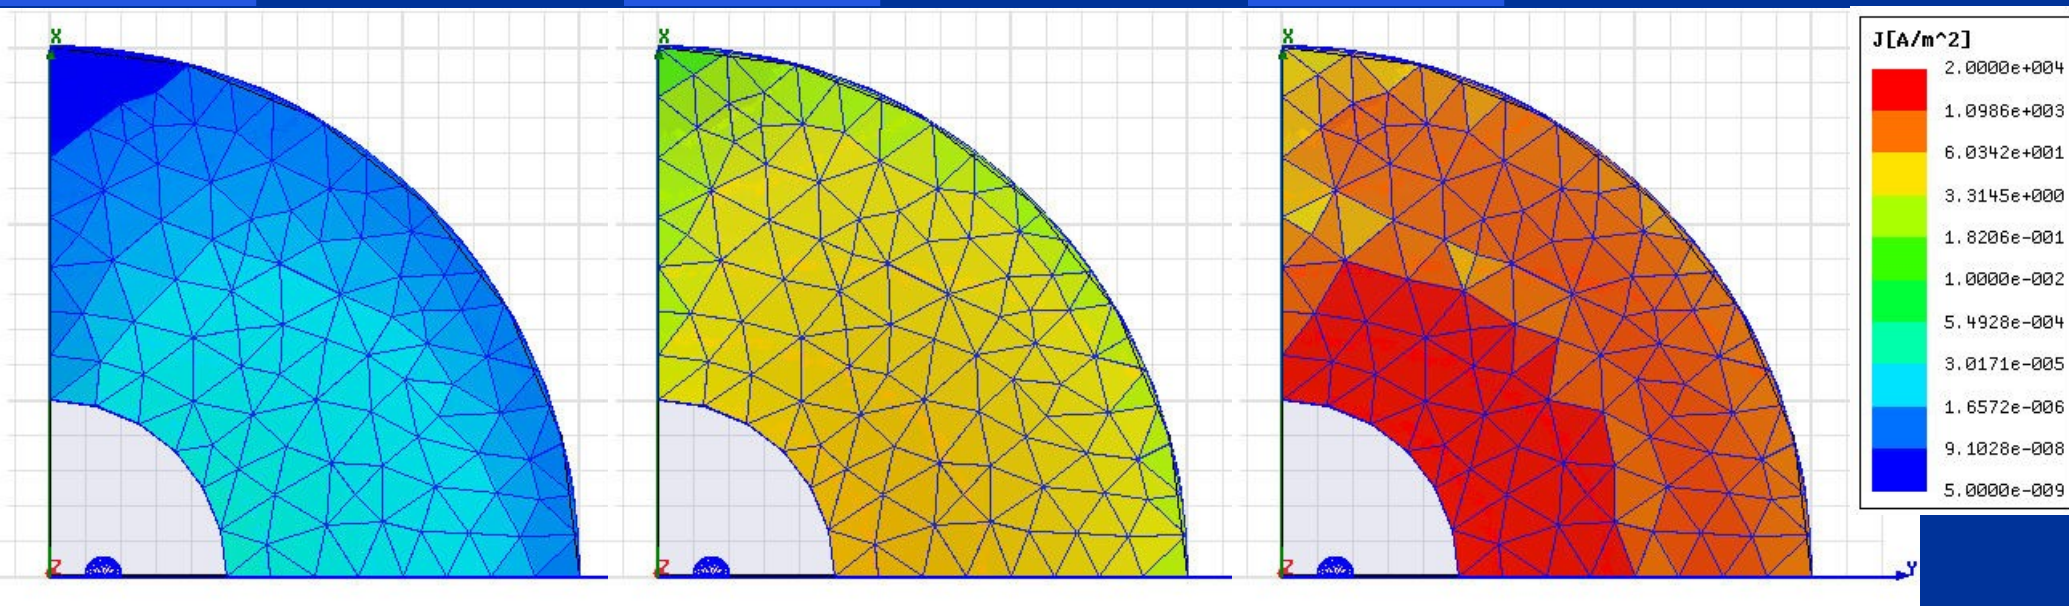 X
X
X
J[A/m^2]
2.0000e+004
1.0986e+003
6.0342e+001
3.3145e+000
1.8206e-001
1.0000e-002
5.4928e-004
3.0171e-005
1.6572e-006
9.1028e-008
5.0000e-009
Z
Z
Z
Y